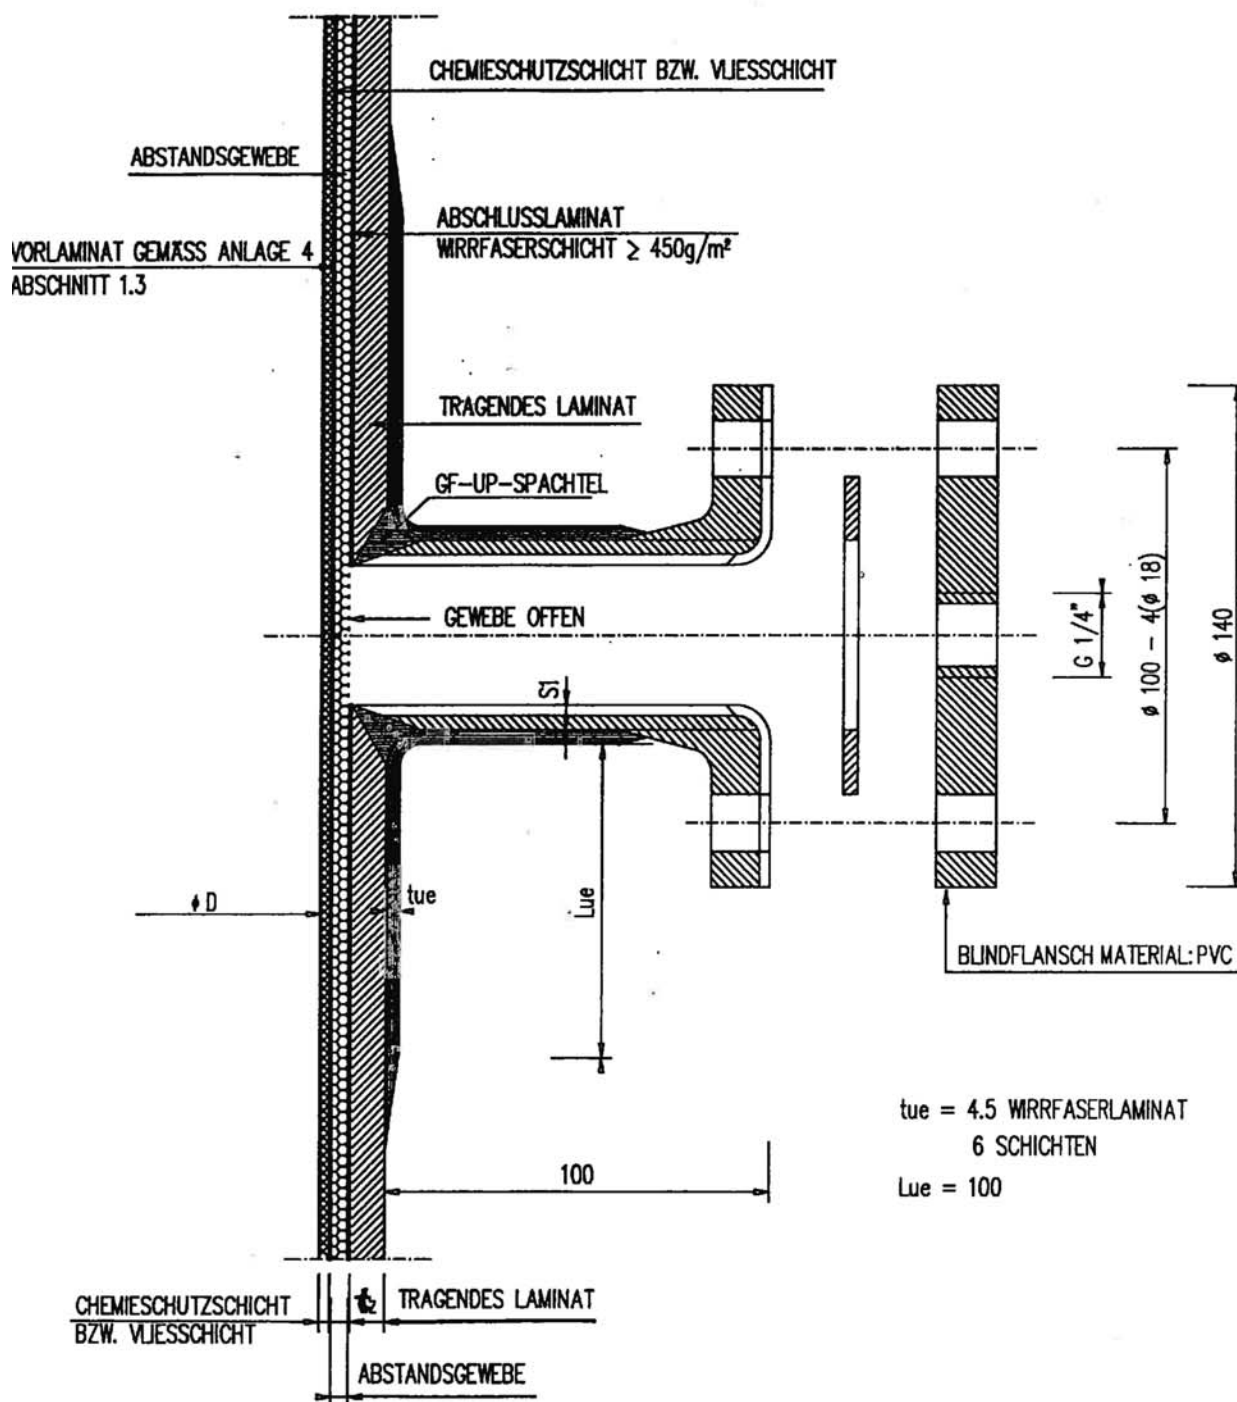 CHEMIESCHUTZSCHICHT BZW. VLIESSCHICHT
ABSTANDSGEWEBE
ABSCHLUSSLAMINAT
WIRRFASERSCHICHT ≥ 450g/m²
VORLAMINAT GEMÄSS ANLAGE 4
ABSCHNITT 1.3
TRAGENDES LAMINAT
GF-UP-SPACHTEL
GEWEBE OFFEN
S1
G 1/4"
ø 100 - 4(ø 18)
ø 140
ø D
tue
Lue
BLINDFLANSCH MATERIAL: PVC
tue = 4.5 WIRRFASERLAMINAT
6 SCHICHTEN
Lue = 100
100
CHEMIESCHUTZSCHICHT
BZW. VLIESSCHICHT
TRAGENDES LAMINAT
ABSTANDSGEWEBE